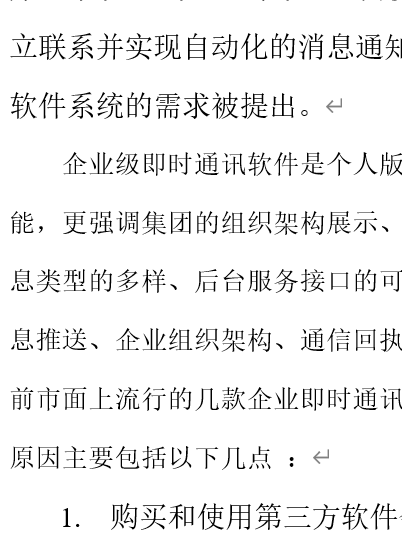 立联系并实现自动化的消息通知
软件系统的需求被提出。
企业级即时通讯软件是个人版
能，更强调集团的组织架构展示、
息类型的多样、后台服务接口的可
息推送、企业组织架构、通信回执
前市面上流行的几款企业即时通讯
原因主要包括以下几点 ：
1. 购买和使用第三方软件